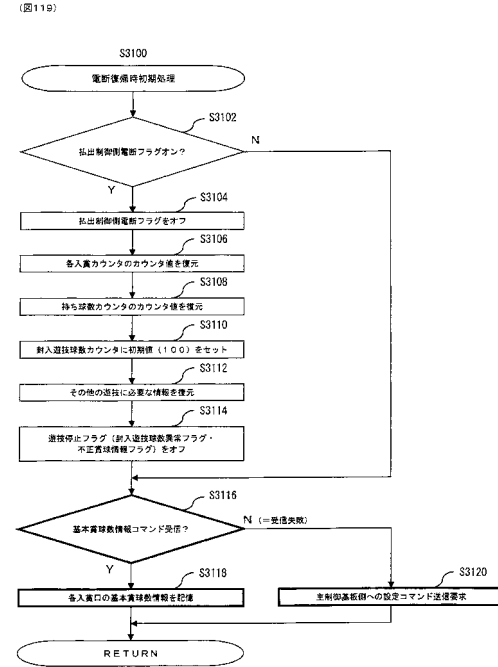 (図119)
S3100
電断復帰時初期処理
S3102
払出制御側電断フラグオン?
N
Y
S3104
払出制御側電断フラグをオフ
S3106
各入賞カウンタのカウンタ値を復元
S3108
持ち球数カウンタのカウンタ値を復元
S3110
封入遊技球数カウンタに初期値(100)をセット
S3112
その他の遊技に必要な情報を復元
S3114
遊技停止フラグ(封入遊技球数異常フラグ・
不正賞球情報フラグ)をオフ
S3116
基本賞球数情報コマンド受信?
N (=受信失敗)
Y
S3118
各入賞口の基本賞球数情報を記憶
S3120
主制御基板側への設定コマンド送信要求
RETURN